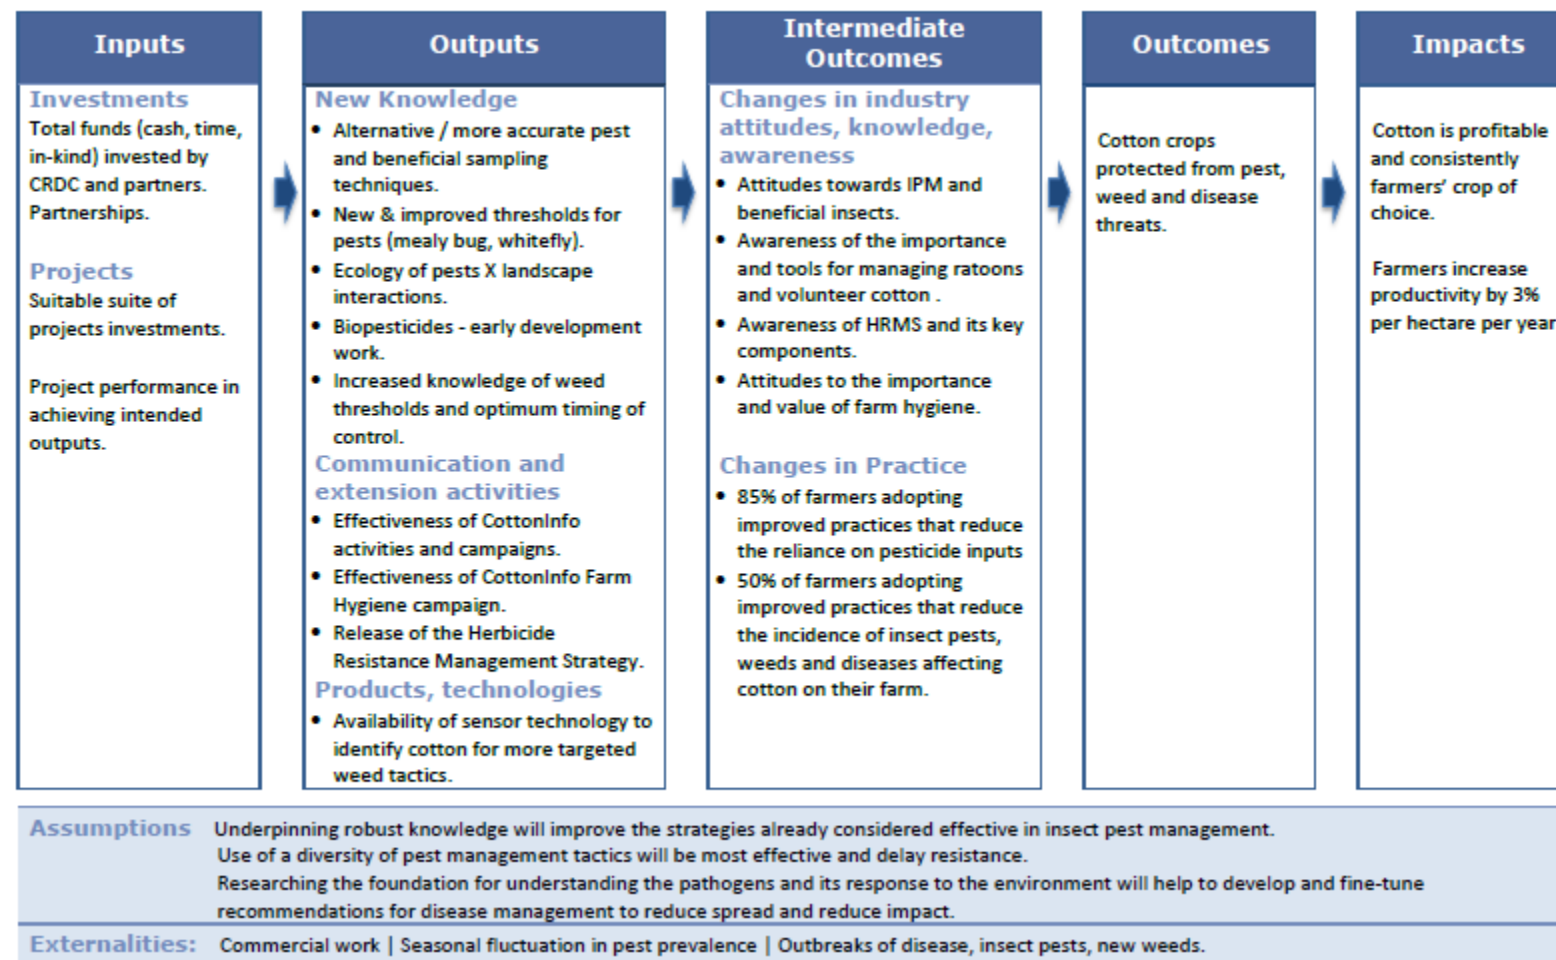 Inputs
Investments
Total funds (cash, time,
in-kind) invested by
CRDC and partners.
Partnerships.
Projects
Suitable suite of
projects investments.
Project performance in
achieving intended
outputs.
Outputs
New Knowledge
• Alternative / more accurate pest
and beneficial sampling
techniques.
• New & improved thresholds for
pests (mealy bug, whitefly).
• Ecology of pests X landscape
interactions.
• Biopesticides - early development
work.
• Increased knowledge of weed
thresholds and optimum timing of
control.
Communication and
extension activities
• Effectiveness of CottonInfo
activities and campaigns.
• Effectiveness of CottonInfo Farm
Hygiene campaign.
• Release of the Herbicide
Resistance Management Strategy.
Products, technologies
• Availability of sensor technology to
identify cotton for more targeted
weed tactics.
Intermediate
Outcomes
Changes in industry
attitudes, knowledge,
awareness
• Attitudes towards IPM and
beneficial insects.
• Awareness of the importance
and tools for managing ratoons
and volunteer cotton .
• Awareness of HRMS and its key
components.
• Attitudes to the importance
and value of farm hygiene.
Changes in Practice
• 85% of farmers adopting
improved practices that reduce
the reliance on pesticide inputs
• 50% of farmers adopting
improved practices that reduce
the incidence of insect pests,
weeds and diseases affecting
cotton on their farm.
Outcomes
Cotton crops
protected from pest,
weed and disease
threats.
Impacts
Cotton is profitable
and consistently
farmers' crop of
choice.
Farmers increase
productivity by 3%
per hectare per year
Assumptions Underpinning robust knowledge will improve the strategies already considered effective in insect pest management.
Use of a diversity of pest management tactics will be most effective and delay resistance.
Researching the foundation for understanding the pathogens and its response to the environment will help to develop and fine-tune
recommendations for disease management to reduce spread and reduce impact.
Externalities: Commercial work | Seasonal fluctuation in pest prevalence | Outbreaks of disease, insect pests, new weeds.